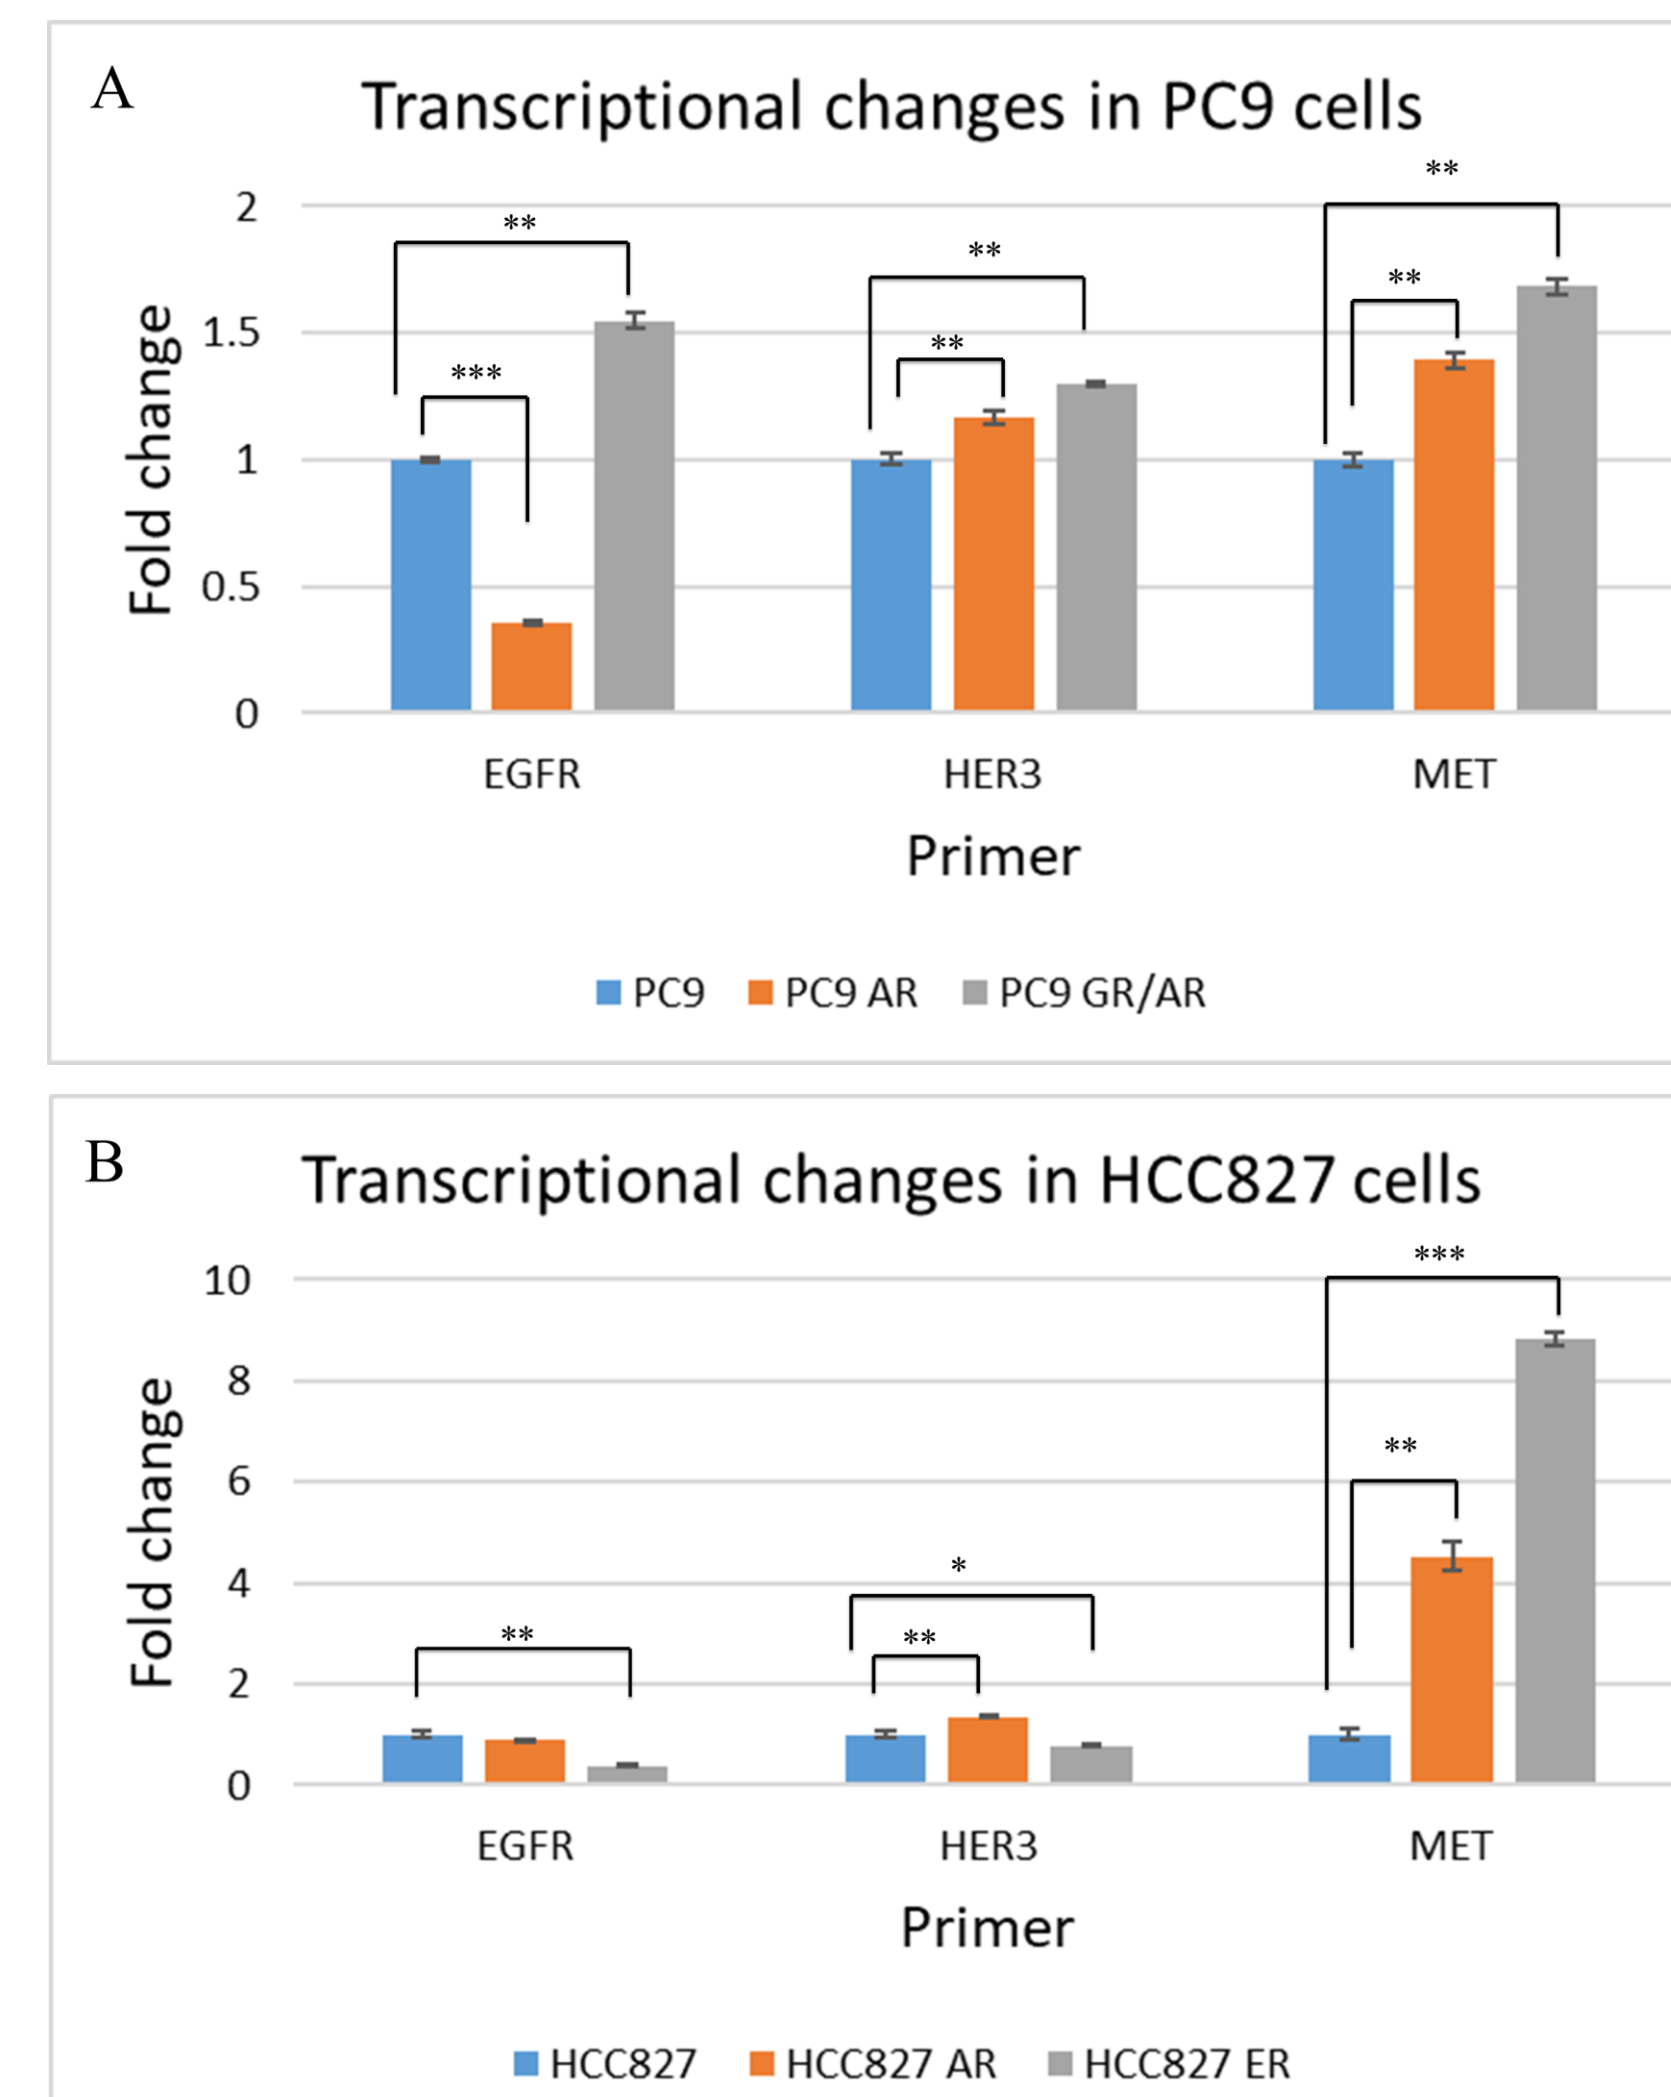 A
Transcriptional changes in PC9 cells
**
2
**
**
**
1.5
**
***
1
0.5
0
Fold change
EGFR HER3 MET
Primer
PC9 PC9 AR PC9 GR/AR
B
Transcriptional changes in HCC827 cells
***
10
8
**
6
*
4
** **
2
0
Fold change
EGFR HER3 MET
Primer
HCC827 HCC827 AR HCC827 ER